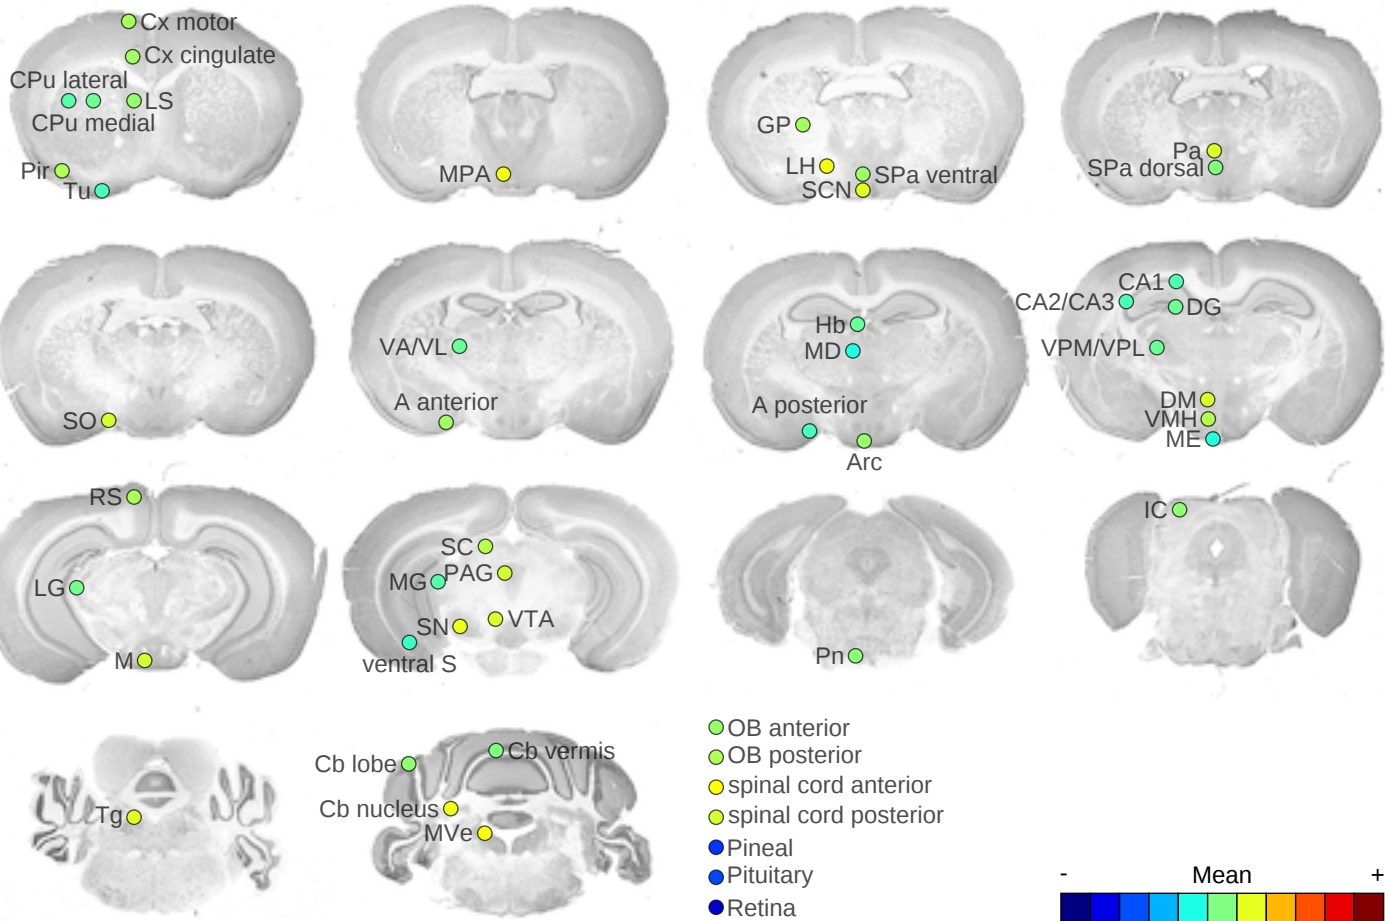 Cx motor
Cx cingulate
CPu lateral
LS
CPu medial
Pir
Tu
MPA
GP
LH
SPa ventral
SCN
Pa
SPa dorsal
SO
VA/VL
A anterior
Hb
MD
A posterior
Arc
CA1
CA2/CA3
DG
VPM/VPL
DM
VMH
ME
RS
LG
M
SC
MG
PAG
SN
VTA
ventral S
Pn
IC
Tg
Cb lobe
Cb vermis
Cb nucleus
MVe
OB anterior
OB posterior
spinal cord anterior
spinal cord posterior
Pineal
Pituitary
Retina
- Mean +